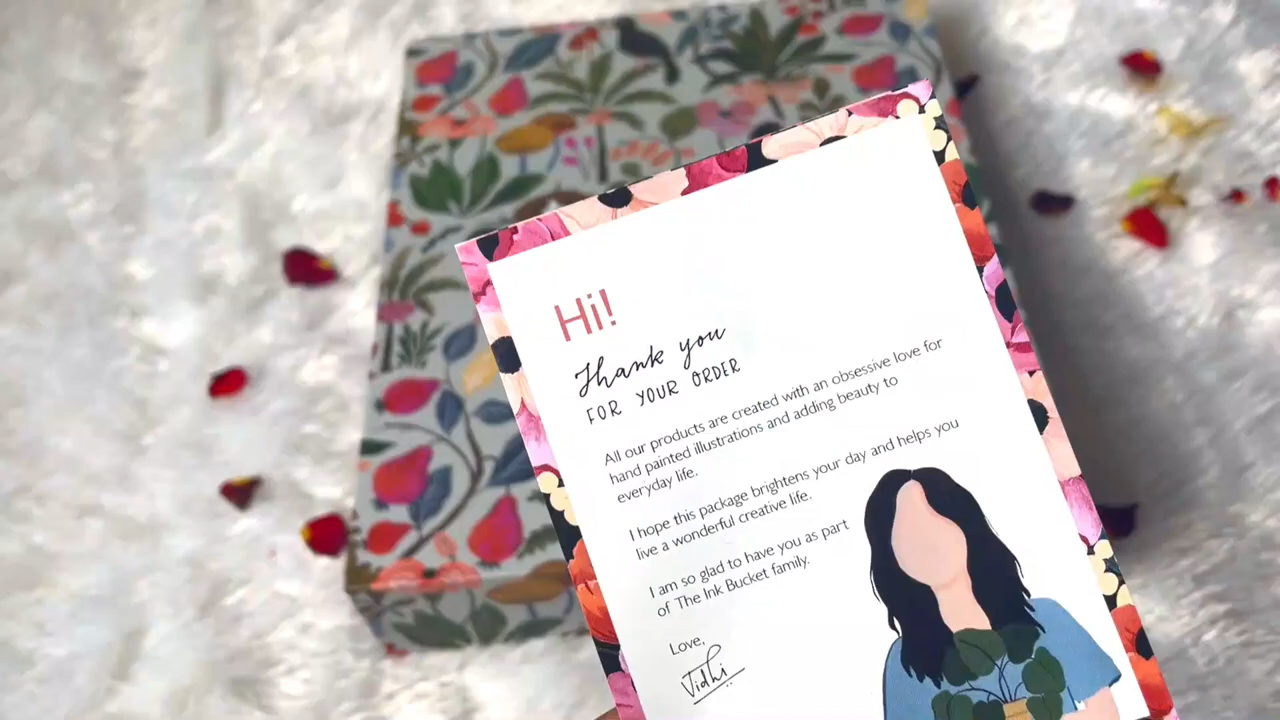 Hi!
Thank you
FOR YOUR ORDER
All our products are created with an obsessive love for
hand painted illustrations and adding beauty to
everyday life.
I hope this package brightens your day and helps you
live a wonderful creative life.
I am so glad to have you as part
of The Ink Bucket family.
Love,
Vidhi